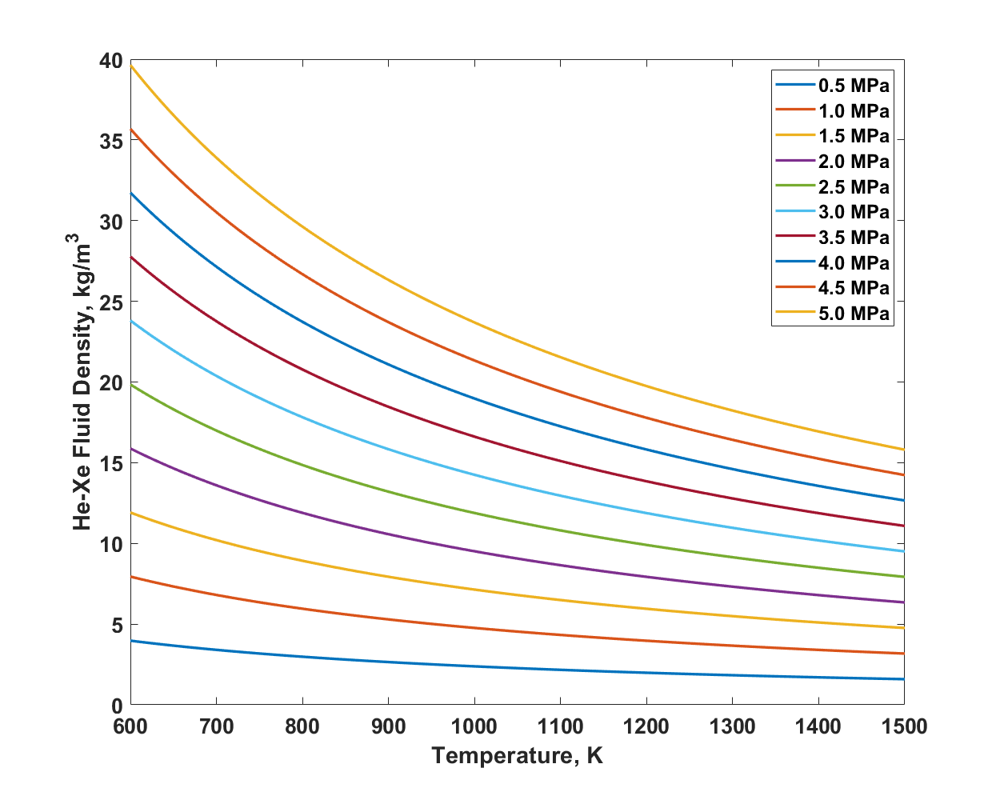 40
35
30
25
20
15
10
5
0
He-Xe Fluid Density, kg/m³
0.5 MPa
1.0 MPa
1.5 MPa
2.0 MPa
2.5 MPa
3.0 MPa
3.5 MPa
4.0 MPa
4.5 MPa
5.0 MPa
600 700 800 900 1000 1100 1200 1300 1400 1500
Temperature, K